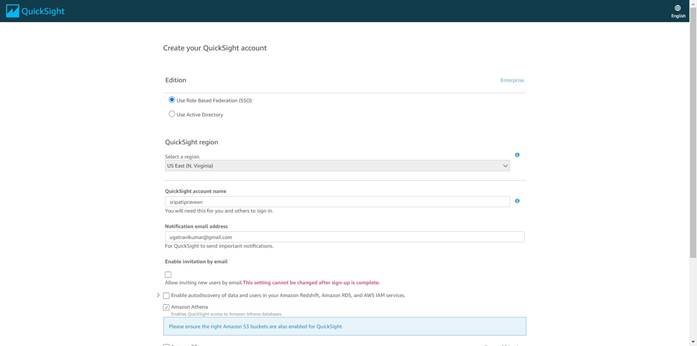 QuickSight
English
Create your QuickSight account
Edition
Enterprise
Use Role Based Federation (SSO)
Use Active Directory
QuickSight region
Select a region.
US East (N. Virginia)
QuickSight account name
sripatipraveen
You will need this for you and others to sign in.
Notification email address
ugetravikumar@gmail.com
For QuickSight to send important notifications.
Enable invitation by email
Allow inviting new users by email.This setting cannot be changed after sign-up is complete.
Enable autodiscovery of data and users in your Amazon Redshift, Amazon RDS, and AWS IAM services.
Amazon Athena
Enables QuickSight access to Amazon Athena databases
Please ensure the right Amazon S3 buckets are also enabled for QuickSight.